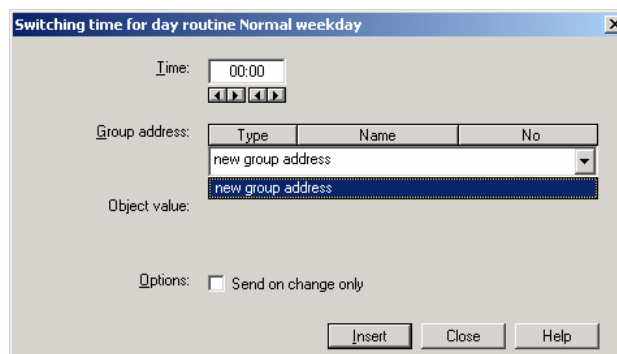 Switching time for day routine Normal weekday
Time: 00:00
Group address: Type Name No
new group address
new group address
Object value:
Options: Send on change only
Insert Close Help